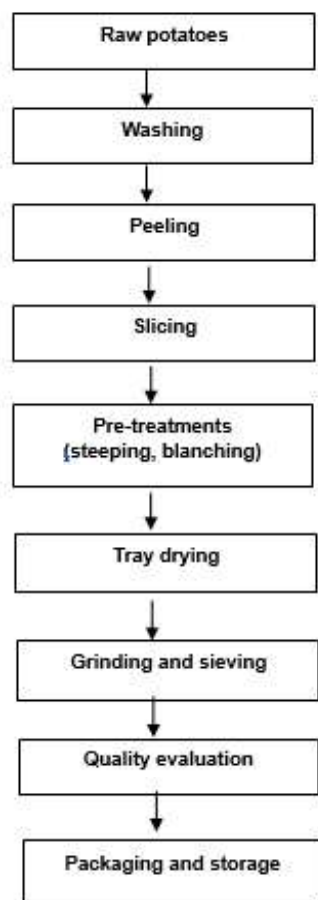 Raw potatoes
Washing
Peeling
Slicing
Pre-treatments
(steeping, blanching)
Tray drying
Grinding and sieving
Quality evaluation
Packaging and storage